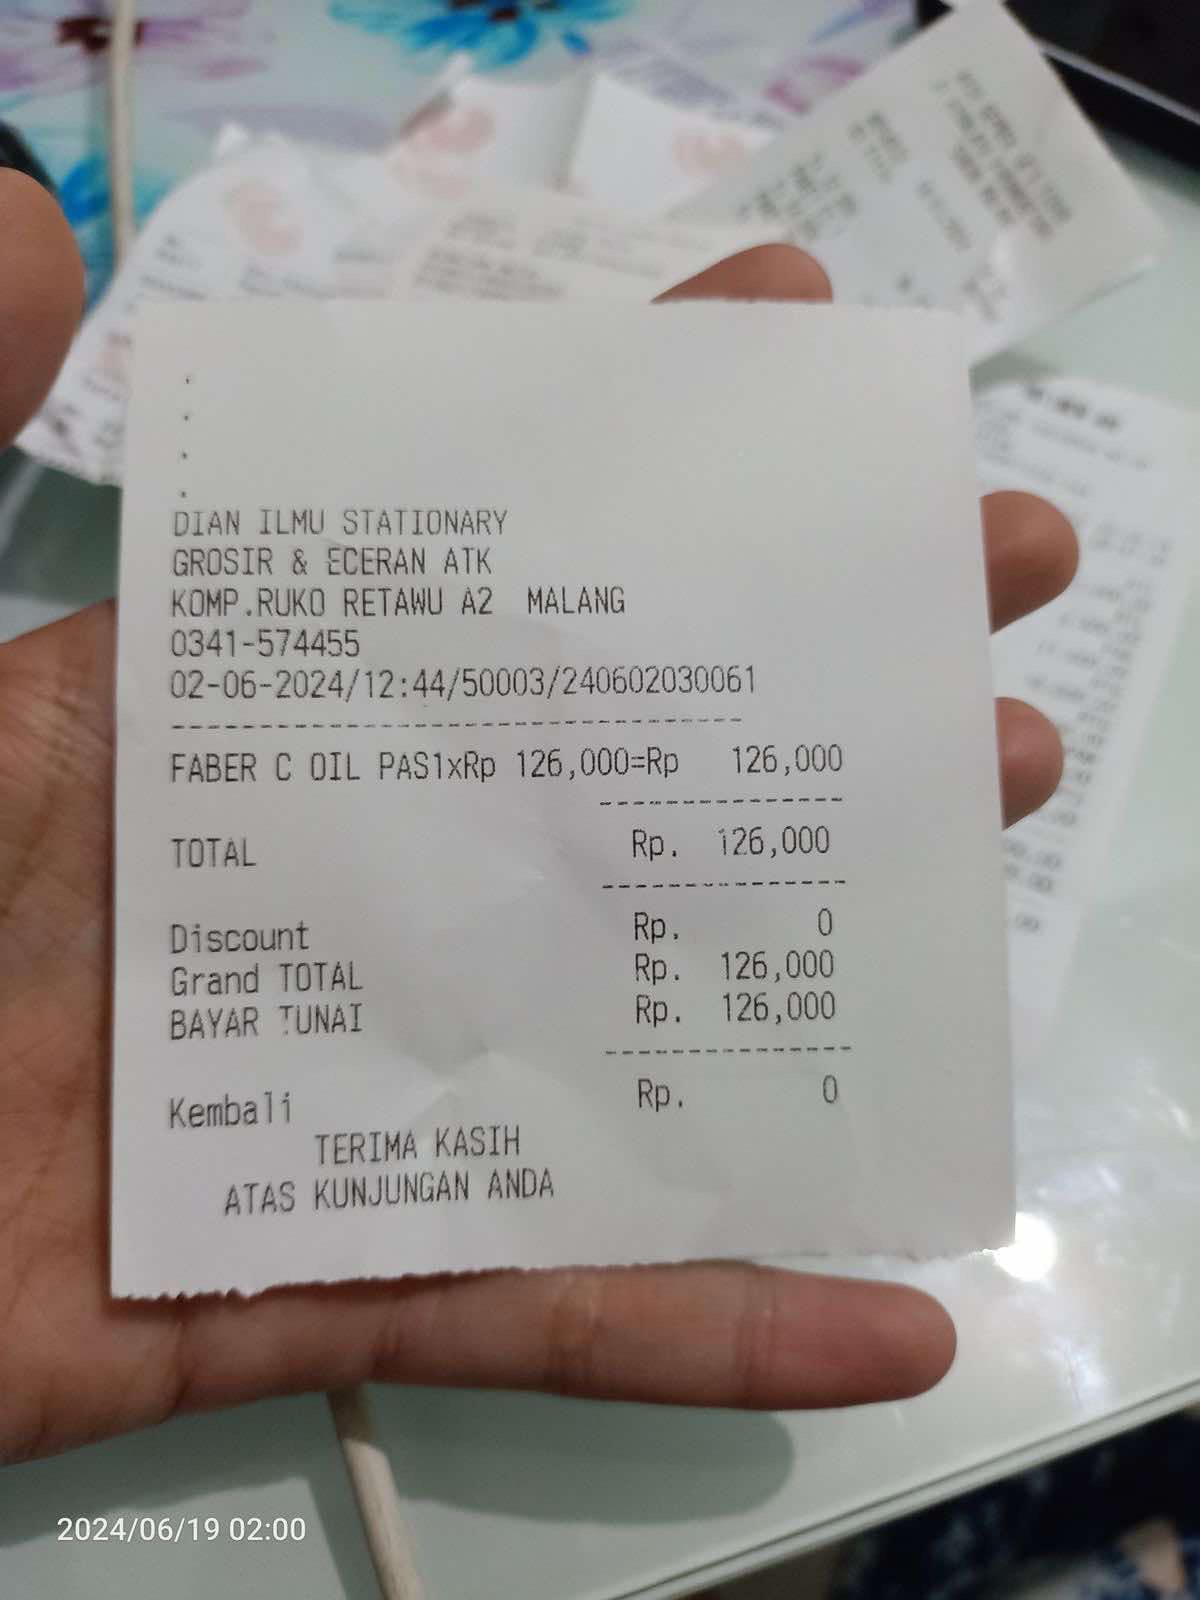 DIAN ILMU STATIONARY
GROSIR & ECERAN ATK
KOMP.RUKO RETAWU A2 MALANG
0341-574455
02-06-2024/12:44/50003/240602030061
--------------------------------
FABER C OIL PAS1xRp 126,000=Rp 126,000
---------------
TOTAL Rp. 126,000
---------------
Discount Rp. 0
Grand TOTAL Rp. 126,000
BAYAR TUNAI Rp. 126,000
---------------
Kembali Rp. 0
TERIMA KASIH
ATAS KUNJUNGAN ANDA
2024/06/19 02:00